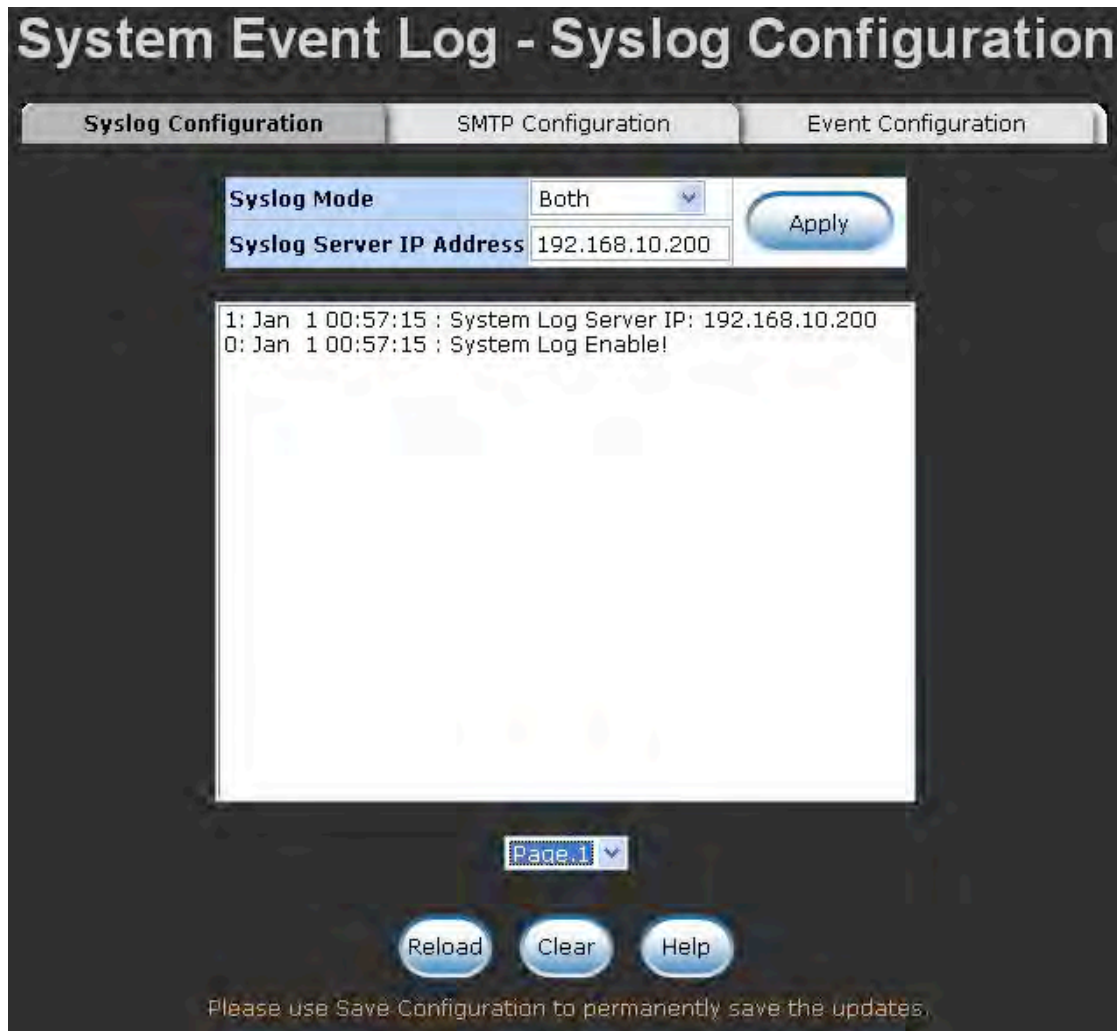 System Event Log - Syslog Configuration
Syslog Configuration SMTP Configuration Event Configuration
Syslog Mode Both Apply
Syslog Server IP Address 192.168.10.200
1: Jan 1 00:57:15 : System Log Server IP: 192.168.10.200
0: Jan 1 00:57:15 : System Log Enable!
Page.1
Reload Clear Help
Please use Save Configuration to permanently save the updates.